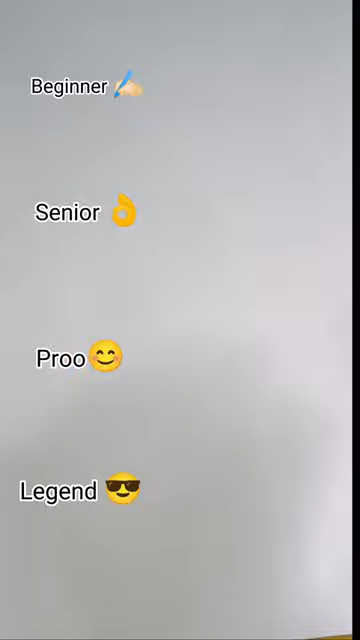 Beginner ✍🏻
Senior 👌
Proo😊
Legend 😎